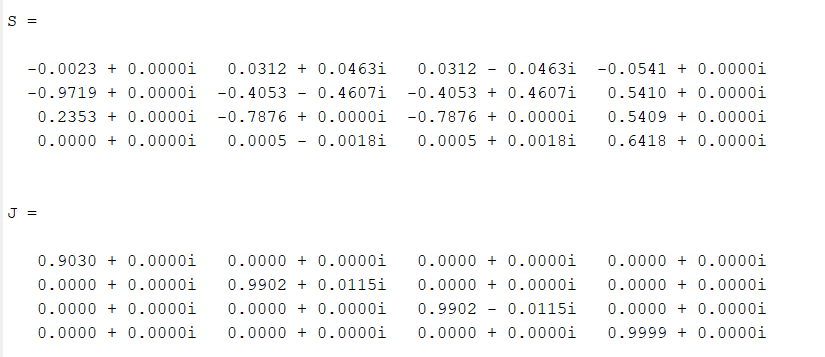 S =
-0.0023 + 0.0000i 0.0312 + 0.0463i 0.0312 - 0.0463i -0.0541 + 0.0000i
-0.9719 + 0.0000i -0.4053 - 0.4607i -0.4053 + 0.4607i 0.5410 + 0.0000i
0.2353 + 0.0000i -0.7876 + 0.0000i -0.7876 + 0.0000i 0.5409 + 0.0000i
0.0000 + 0.0000i 0.0005 - 0.0018i 0.0005 + 0.0018i 0.6418 + 0.0000i
J =
0.9030 + 0.0000i 0.0000 + 0.0000i 0.0000 + 0.0000i 0.0000 + 0.0000i
0.0000 + 0.0000i 0.9902 + 0.0115i 0.0000 + 0.0000i 0.0000 + 0.0000i
0.0000 + 0.0000i 0.0000 + 0.0000i 0.9902 - 0.0115i 0.0000 + 0.0000i
0.0000 + 0.0000i 0.0000 + 0.0000i 0.0000 + 0.0000i 0.9999 + 0.0000i